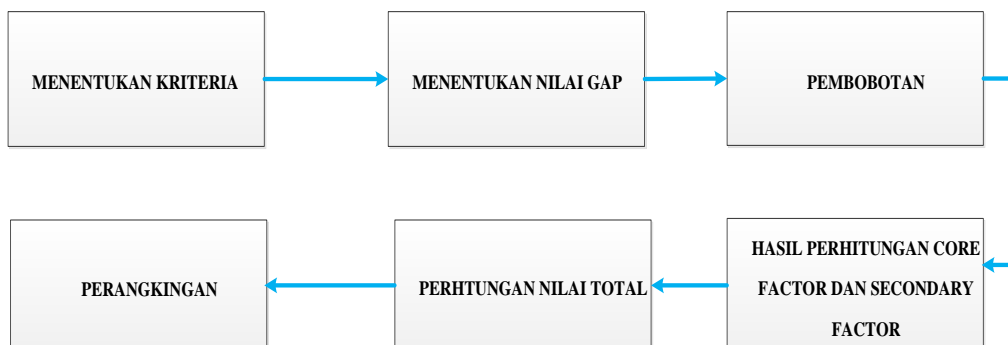 MENENTUKAN KRITERIA
MENENTUKAN NILAI GAP
PEMBOBOTAN
HASIL PERHITUNGAN CORE
FACTOR DAN SECONDARY
FACTOR
PERHTUNGAN NILAI TOTAL
PERANGKINGAN